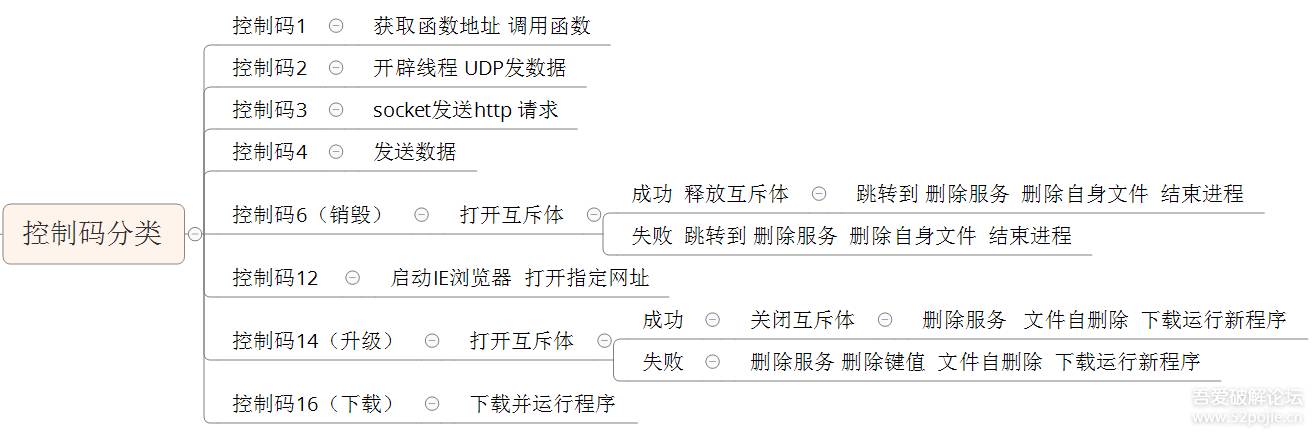 控制码分类
控制码1 获取函数地址 调用函数
控制码2 开辟线程 UDP发数据
控制码3 socket发送http 请求
控制码4 发送数据
控制码6（销毁） 打开互斥体
成功 释放互斥体 跳转到 删除服务 删除自身文件 结束进程
失败 跳转到 删除服务 删除自身文件 结束进程
控制码12 启动IE浏览器 打开指定网址
控制码14（升级） 打开互斥体
成功 关闭互斥体 删除服务 文件自删除 下载运行新程序
失败 删除服务 删除键值 文件自删除 下载运行新程序
控制码16（下载） 下载并运行程序
吾爱破解论坛
www.52pojie.cn